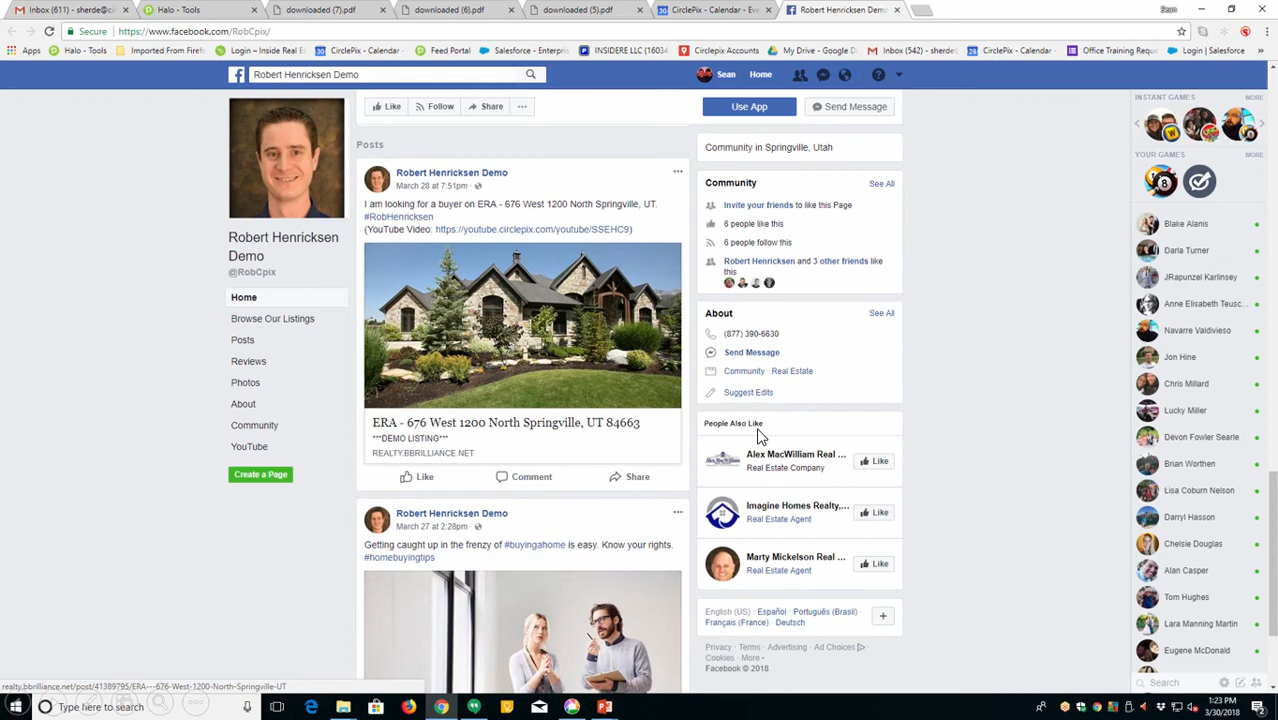 Inbox (611) - sherde@ci
Halo - Tools
downloaded (7).pdf
downloaded (6).pdf
downloaded (5).pdf
CirclePix - Calendar - Eve
Robert Henricksen Demo
Sean
Secure
https://www.facebook.com/RobCpix/
Apps
Halo - Tools
Imported From Firefo
Login – Inside Real Es
CirclePix - Calendar -
Feed Portal
Salesforce - Enterpris
INSIDERE LLC (16034
Circlepix Accounts
My Drive - Google D
Inbox (542) - sherde
CirclePix - Calendar -
Office Training Reque
Login | Salesforce
Robert Henricksen Demo
Sean
Home
Like
Follow
Share
Use App
Send Message
INSTANT GAMES
MORE
Robert Henricksen
Demo
@RobCpix
Home
Browse Our Listings
Posts
Reviews
Photos
About
Community
YouTube
Create a Page
Posts
Robert Henricksen Demo
March 28 at 7:51pm ·
I am looking for a buyer on ERA - 676 West 1200 North Springville, UT.
#RobHenricksen
(YouTube Video: https://youtube.circlepix.com/youtube/SSEHC9)
ERA - 676 West 1200 North Springville, UT 84663
***DEMO LISTING***
REALTY.BBRILLIANCE.NET
Like
Comment
Share
Robert Henricksen Demo
March 27 at 2:28pm ·
Getting caught up in the frenzy of #buyingahome is easy. Know your rights.
#homebuyingtips
Community in Springville, Utah
Community
See All
Invite your friends to like this Page
6 people like this
6 people follow this
Robert Henricksen and 3 other friends like
this
About
See All
(877) 390-6630
Send Message
Community · Real Estate
Suggest Edits
People Also Like
Alex MacWilliam Real ...
Real Estate Company
Like
Imagine Homes Realty,...
Real Estate Agent
Like
Marty Mickelson Real ...
Real Estate Agent
Like
English (US) · Español · Português (Brasil) ·
Français (France) · Deutsch
Privacy · Terms · Advertising · Ad Choices ·
Cookies · More
Facebook © 2018
YOUR GAMES
MORE
8
Blake Alanis
Darla Turner
JRapunzel Karlinsey
Anne Elisabeth Teusc...
Navarre Valdivieso
Jon Hine
Chris Millard
Lucky Miller
Devon Fowler Searle
Brian Worthen
Lisa Coburn Nelson
Darryl Hasson
Chelsie Douglas
Alan Casper
Tom Hughes
Lara Manning Martin
Eugene McDonald
Search
realty.bbrilliance.net/post/41389795/ERA---676-West-1200-North-Springville-UT
Type here to search
1:23 PM
3/30/2018